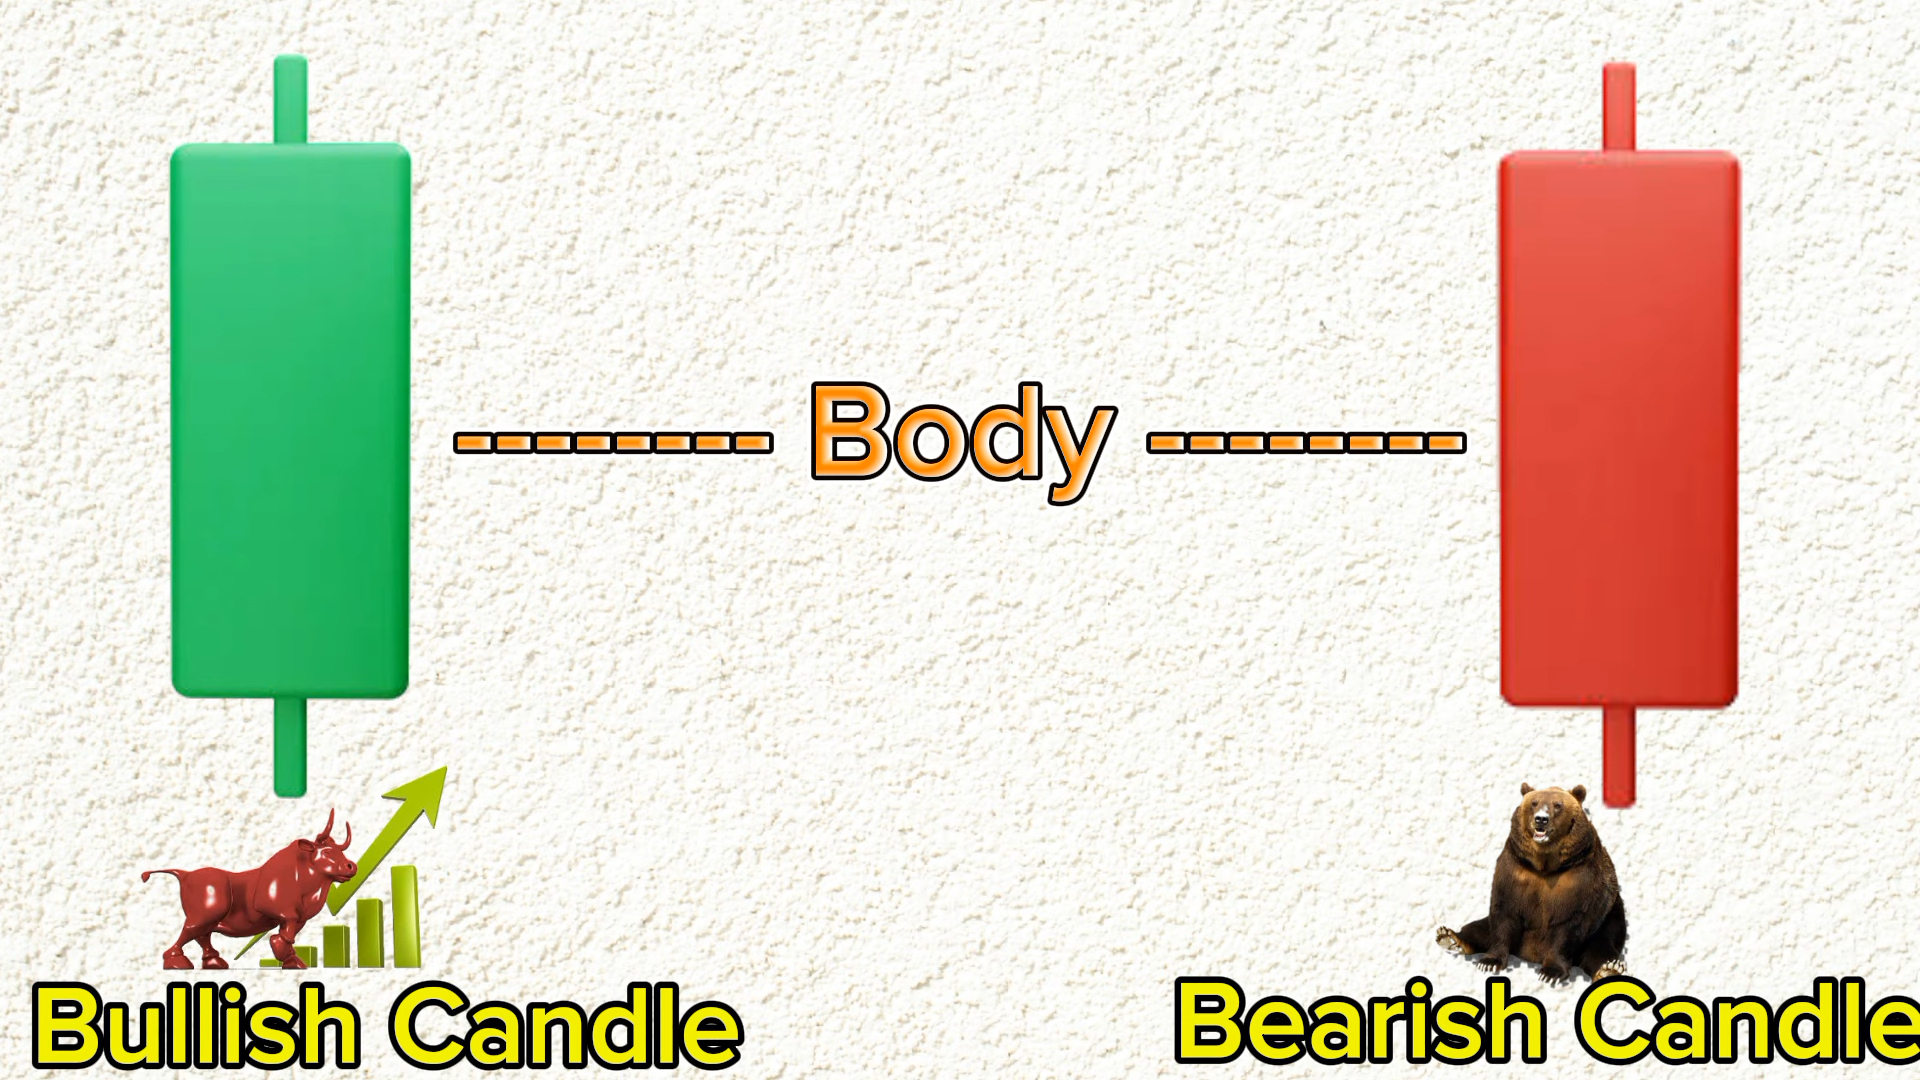 -------- Body --------
Bullish Candle
Bearish Candle